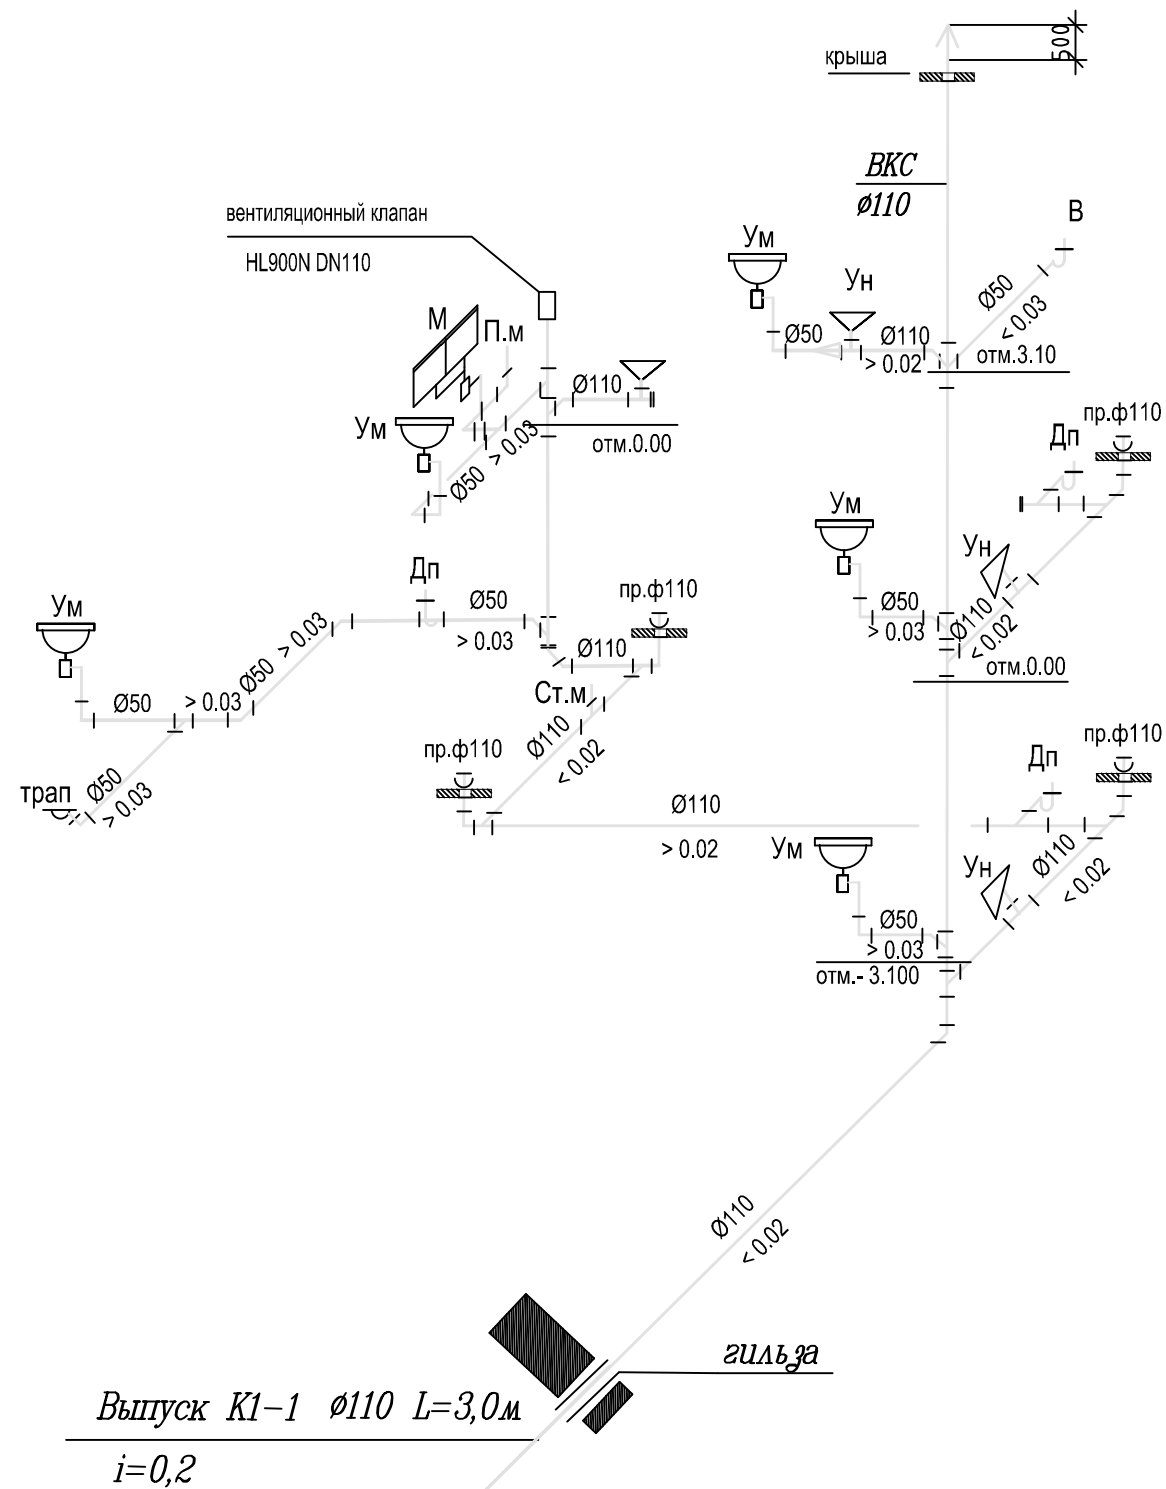 500
крыша
ВКС
ø110
вентиляционный клапан
HL900N DN110
В
Ум
Ун
Ø50
< 0.03
Ø50
Ø110
> 0.02
отм.3.10
М
П.м
Ø110
Ум
отм.0.00
Ø50 > 0.03
пр.ф110
Дп
Ум
Ун
Ø50
> 0.03
Ø110
< 0.02
отм.0.00
Дп
Ø50
> 0.03
пр.ф110
Ø110
Ум
Ø50 > 0.03
Ø50
> 0.03
Ст.м
Ø110
< 0.02
трап
Ø50
> 0.03
пр.ф110
Ø110
> 0.02
пр.ф110
Дп
Ум
Ун
Ø110
< 0.02
Ø50
> 0.03
отм.- 3.100
Ø110
< 0.02
гильза
Выпуск К1-1 ø110 L=3,0м
i=0,2